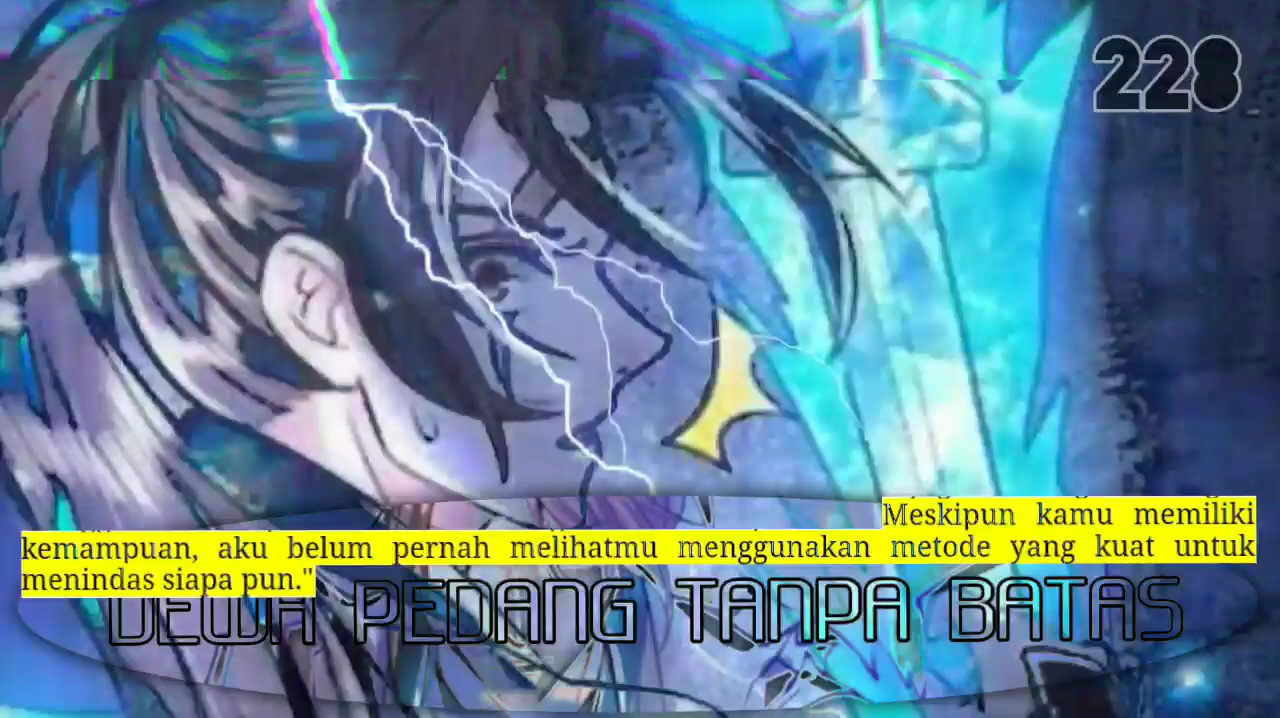 228
Meskipun kamu memiliki
kemampuan, aku belum pernah melihatmu menggunakan metode yang kuat untuk
menindas siapa pun."
DEWA PEDANG TANPA BATAS